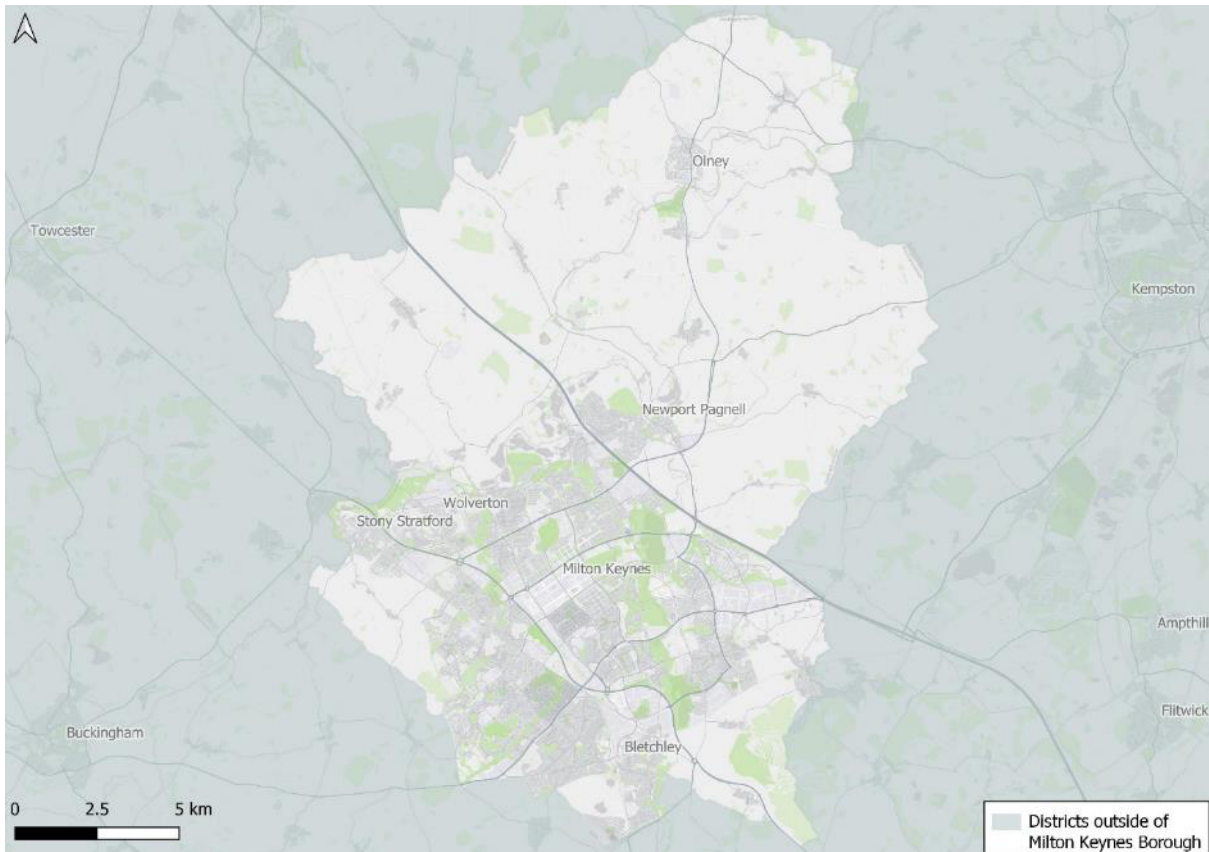 Olney
Towcester
Kempston
Newport Pagnell
Wolverton
Stony Stratford
Milton Keynes
Ampthill
Flitwick
Buckingham
Bletchley
0 2.5 5 km
Districts outside of
Milton Keynes Borough